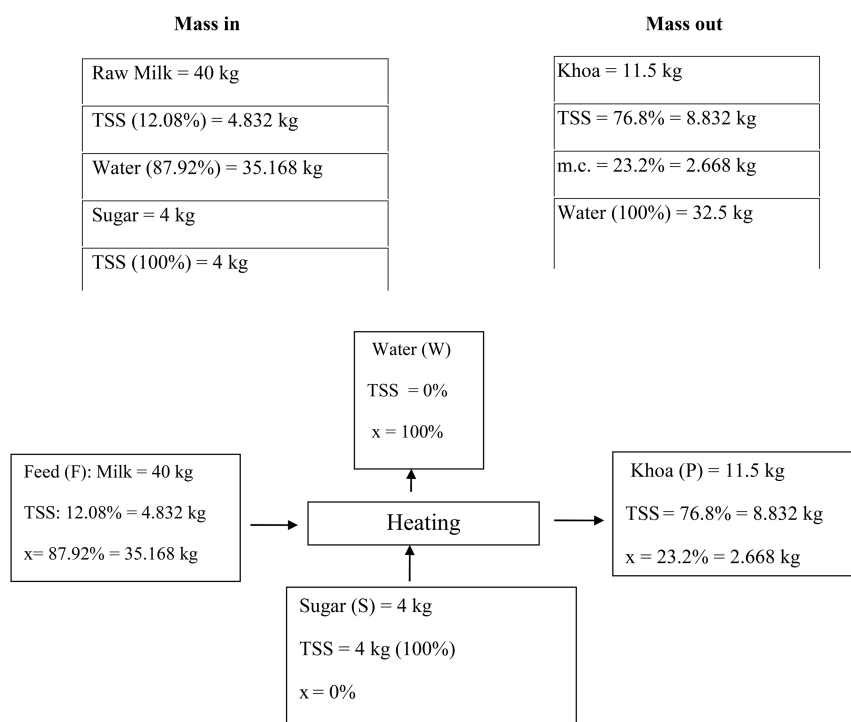 Mass in
Mass out
Raw Milk = 40 kg
TSS (12.08%) = 4.832 kg
Water (87.92%) = 35.168 kg
Sugar = 4 kg
TSS (100%) = 4 kg
Khoa = 11.5 kg
TSS = 76.8% = 8.832 kg
m.c. = 23.2% = 2.668 kg
Water (100%) = 32.5 kg
Water (W)
TSS = 0%
x = 100%
Feed (F): Milk = 40 kg
TSS: 12.08% = 4.832 kg
x= 87.92% = 35.168 kg
Heating
Khoa (P) = 11.5 kg
TSS = 76.8% = 8.832 kg
x = 23.2% = 2.668 kg
Sugar (S) = 4 kg
TSS = 4 kg (100%)
x = 0%